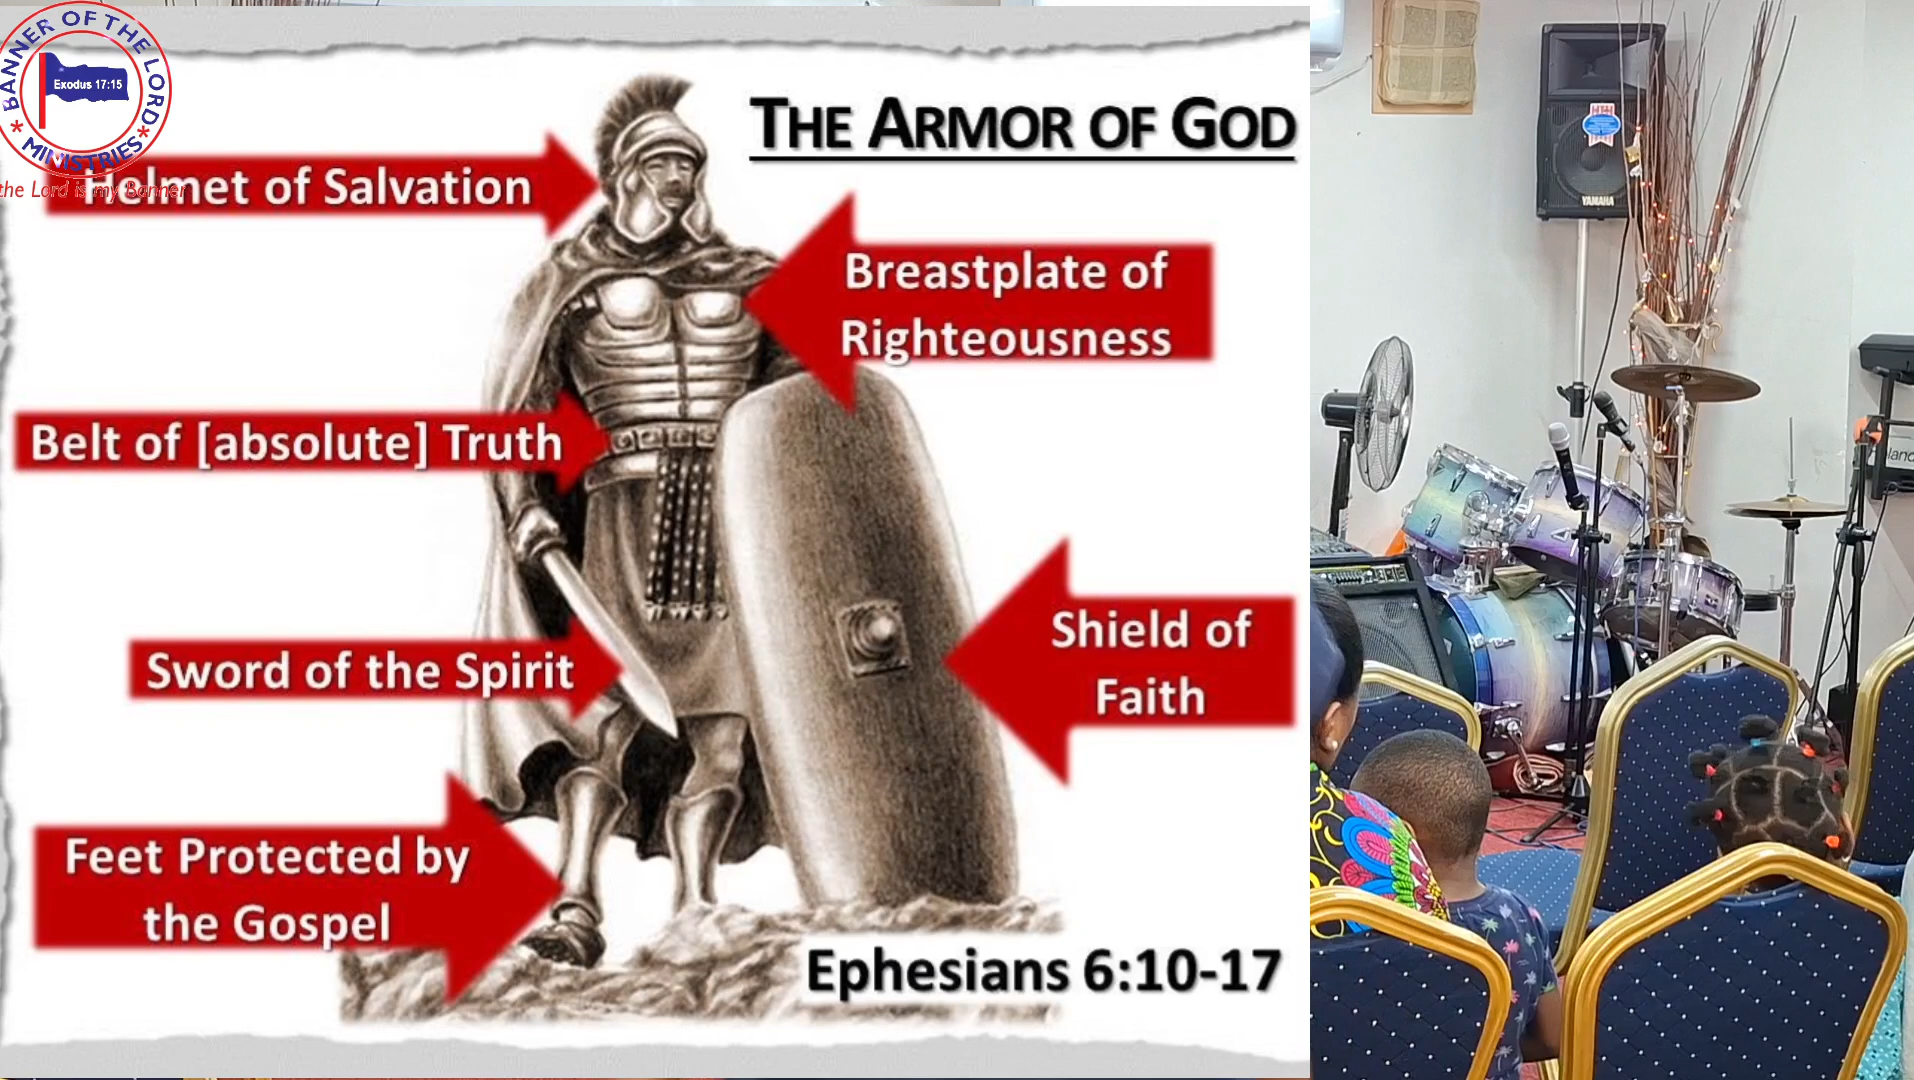 BANNER OF THE LORD
* MINISTRIES *
Exodus 17:15
the Lord is my Banner
THE ARMOR OF GOD
Helmet of Salvation
Breastplate of
Righteousness
Belt of [absolute] Truth
Sword of the Spirit
Shield of
Faith
Feet Protected by
the Gospel
Ephesians 6:10-17
YAMAHA